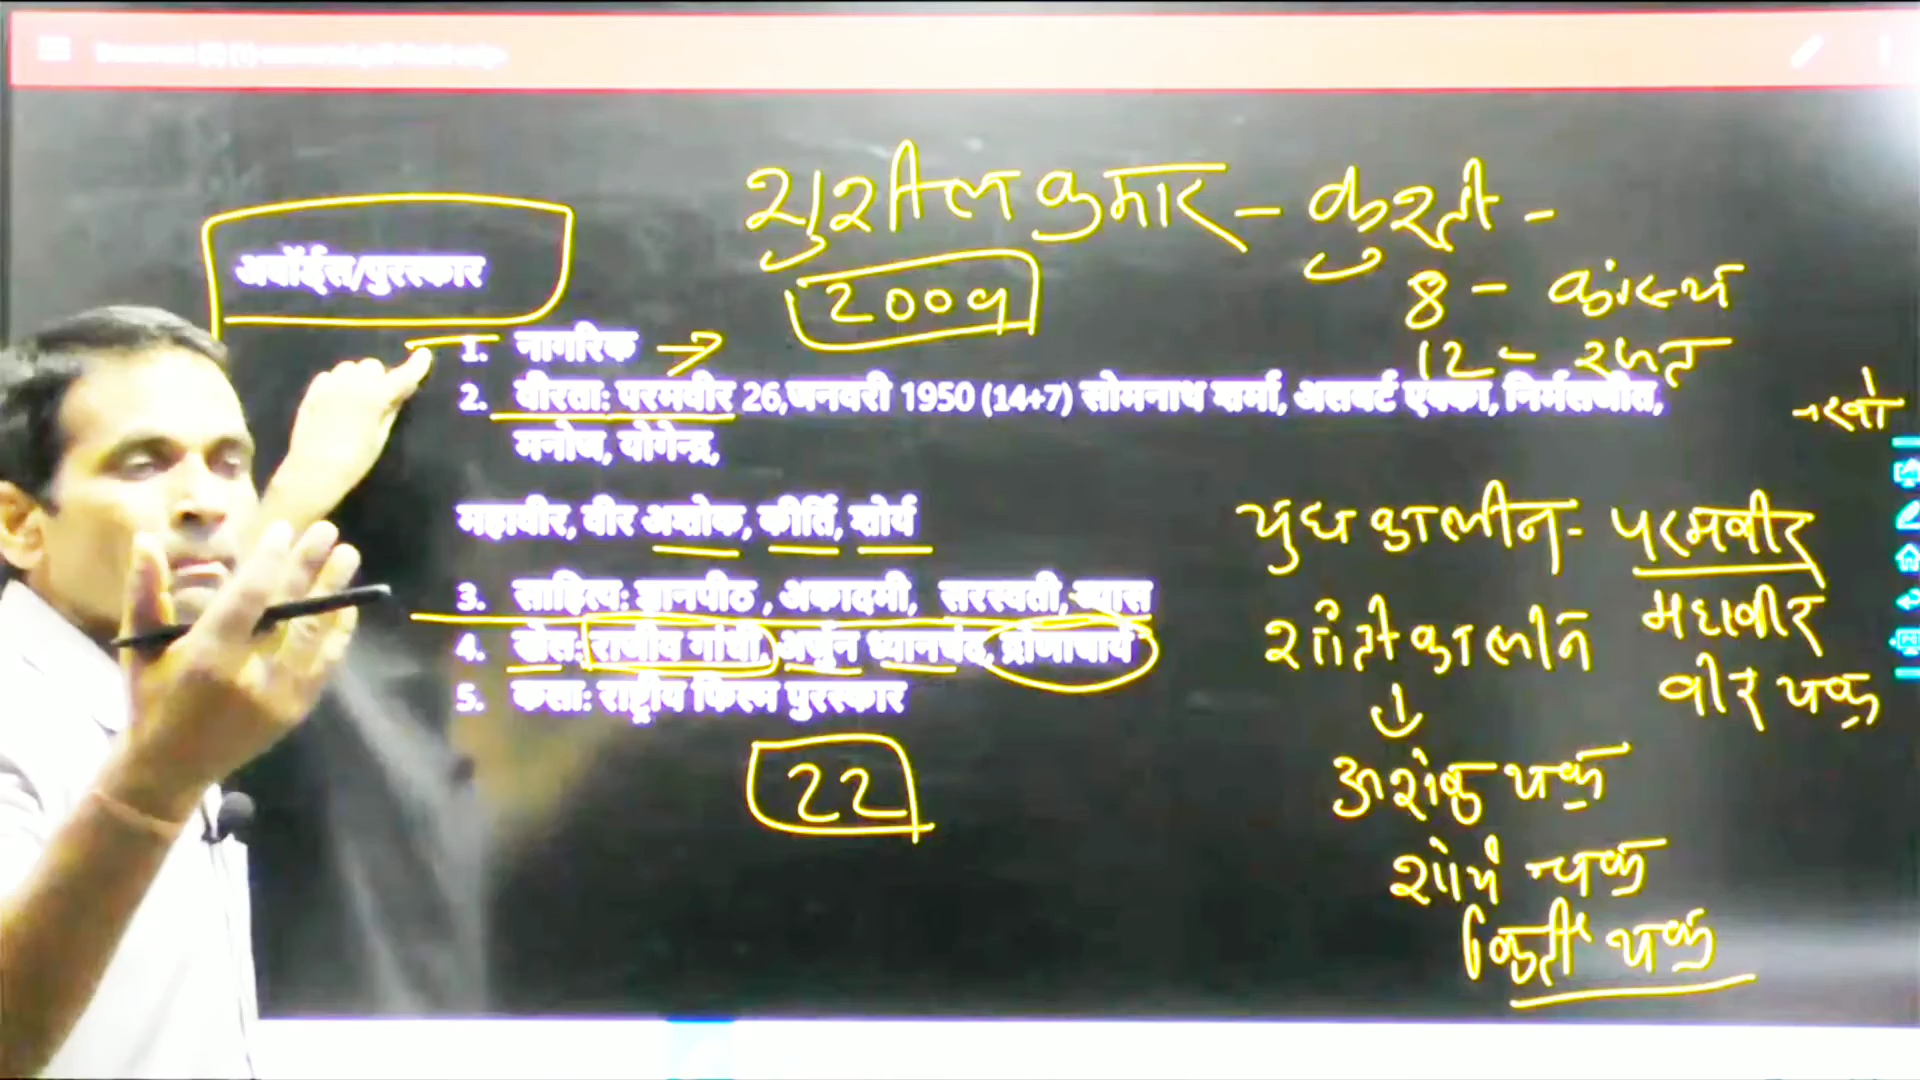 सुशील कुमार - कुश्ती -
2009
8 - कांस्य
12 - रजत
अवॉर्ड्स/पुरस्कार
1. नागरिक →
2. वीरता: परमवीर 26,जनवरी 1950 (14+7) सोमनाथ शर्मा, अलबर्ट एक्का, निर्मलजीत,
मनोज, योगेन्द्र,
महावीर, वीर अशोक, कीर्ति, शोर्य
3. साहित्य: ज्ञानपीठ , अकादमी, सरस्वती, व्यास
4. खेल: राजीव गांधी, अर्जुन ध्यानचंद, द्रोणाचार्य
5. कला: राष्ट्रीय फिल्म पुरस्कार
22
युध कालीन - परमवीर
महावीर
वीर चक्र
शांती कालीन
अशोक चक्र
शोर्य चक्र
किर्ती चक्र